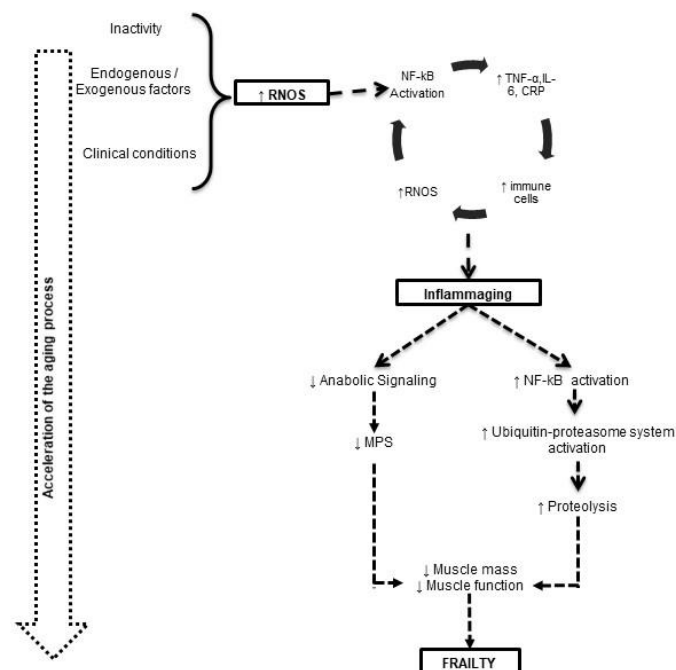 Inactivity
Endogenous /
Exogenous factors
Clinical conditions
↑ RNOS
NF-kB
Activation
↑ TNF-α,IL-
6, CRP
↑ immune
cells
↑RNOS
Acceleration of the aging process
Inflammaging
↓ Anabolic Signaling
↑ NF-kB activation
↓ MPS
↑ Ubiquitin-proteasome system
activation
↑ Proteolysis
↓ Muscle mass
↓ Muscle function
FRAILTY